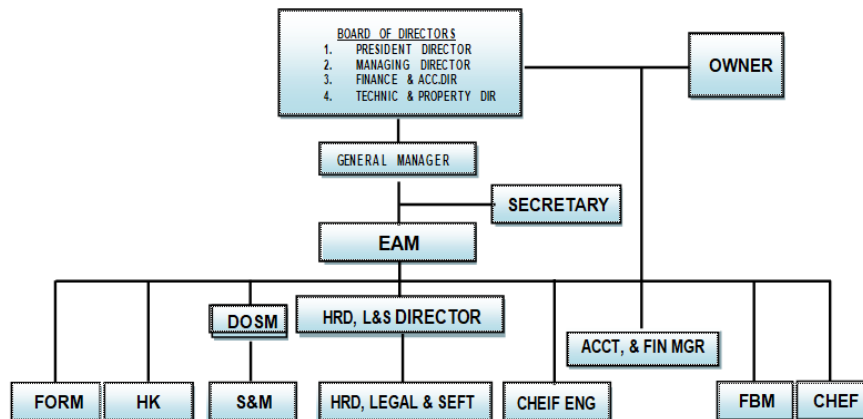 BOARD OF DIRECTORS
1. PRESIDENT DIRECTOR
2. MANAGING DIRECTOR
3. FINANCE & ACC.DIR
4. TECHNIC & PROPERTY DIR
OWNER
GENERAL MANAGER
SECRETARY
EAM
DOSM
HRD, L&S DIRECTOR
ACCT, & FIN MGR
FORM
HK
S&M
HRD, LEGAL & SEFT
CHEIF ENG
FBM
CHEF